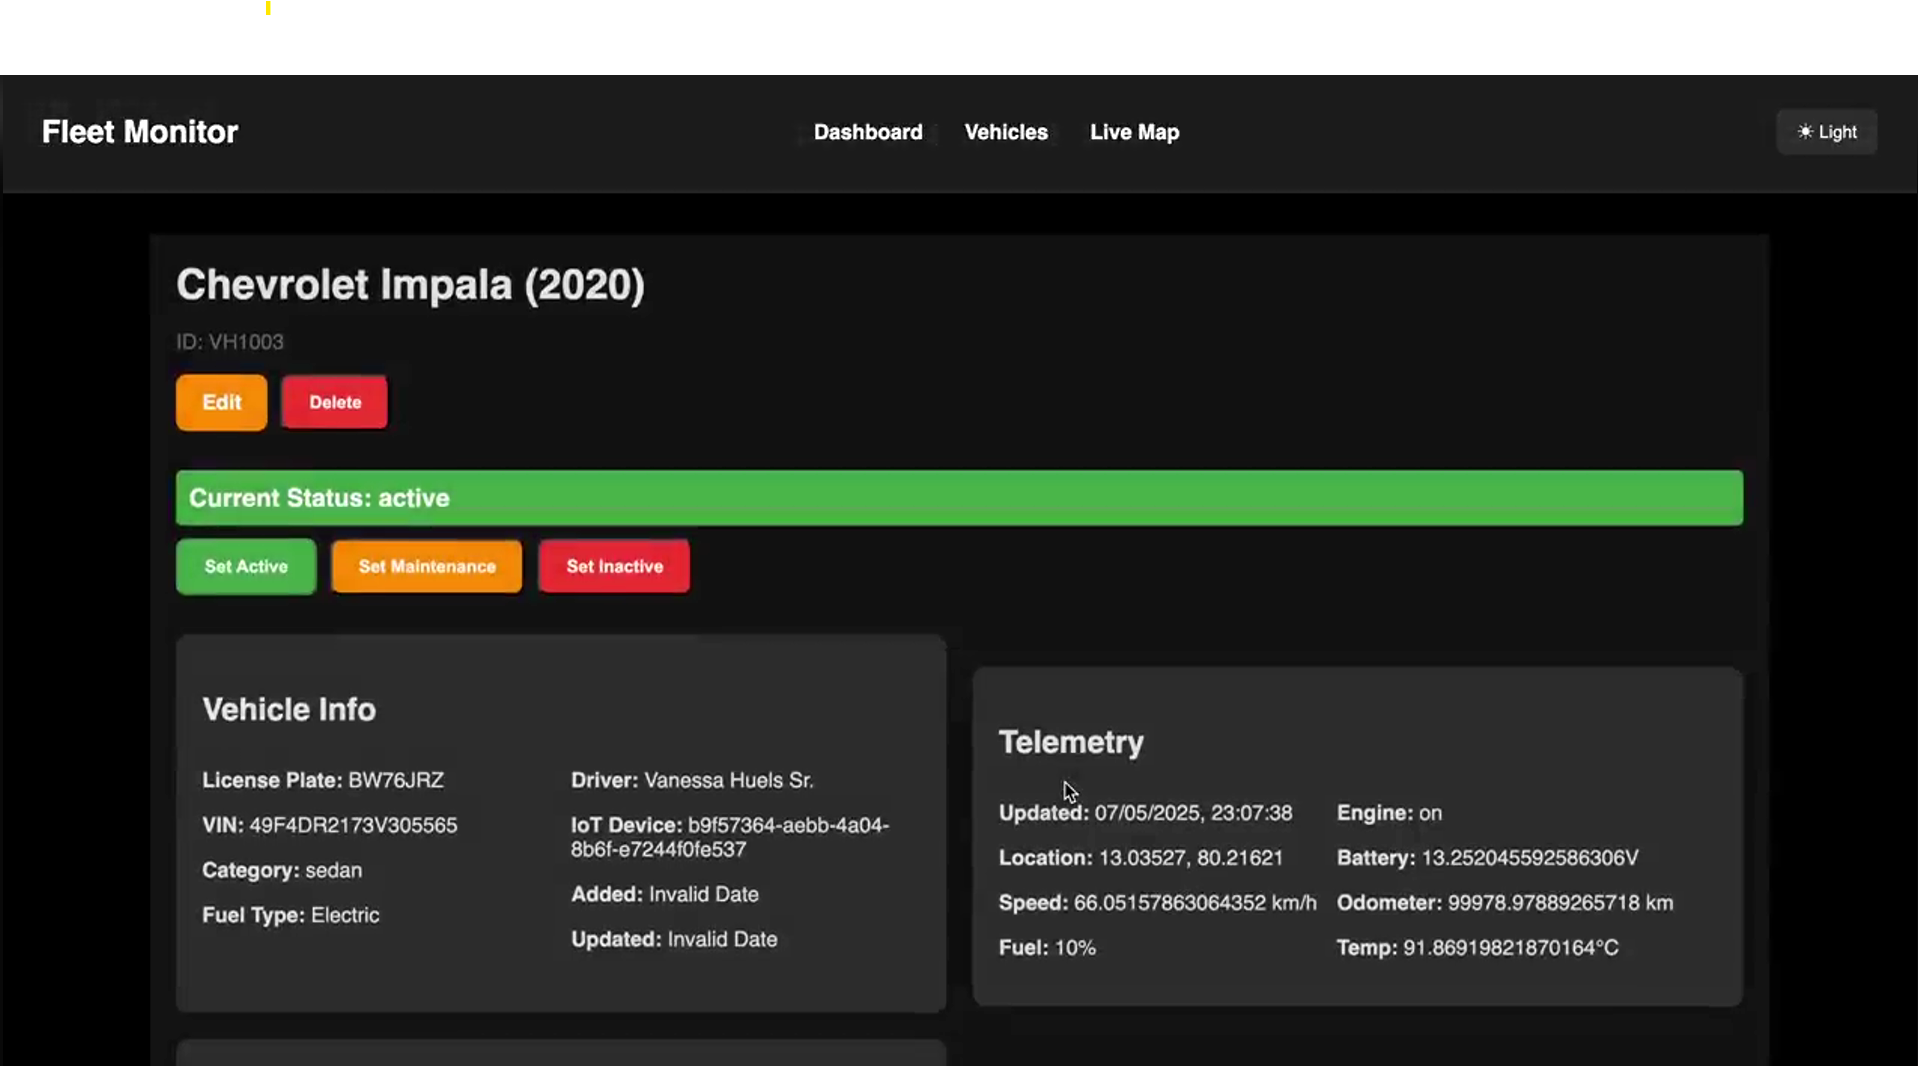 Fleet Monitor
Dashboard
Vehicles
Live Map
☀ Light
Chevrolet Impala (2020)
ID: VH1003
Edit
Delete
Current Status: active
Set Active
Set Maintenance
Set Inactive
Vehicle Info
License Plate: BW76JRZ
VIN: 49F4DR2173V305565
Category: sedan
Fuel Type: Electric
Driver: Vanessa Huels Sr.
IoT Device: b9f57364-aebb-4a04-
8b6f-e7244f0fe537
Added: Invalid Date
Updated: Invalid Date
Telemetry
Updated: 07/05/2025, 23:07:38
Location: 13.03527, 80.21621
Speed: 66.05157863064352 km/h
Fuel: 10%
Engine: on
Battery: 13.252045592586306V
Odometer: 99978.97889265718 km
Temp: 91.86919821870164°C